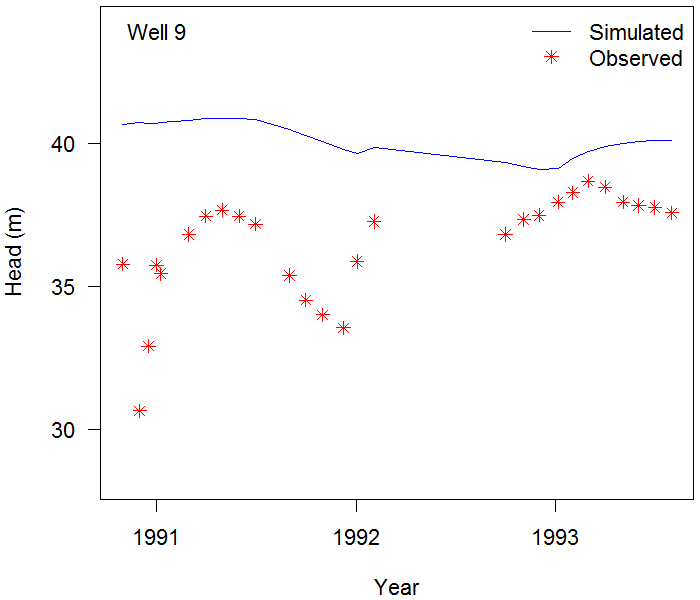 Well 9
Simulated
Observed
Head (m)
40
35
30
1991
1992
1993
Year